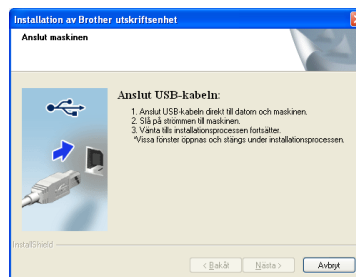 Installation av Brother utskriftsenhet
Anslut maskinen
Anslut USB-kabeln:
1. Anslut USB-kabeln direkt till datorn och maskinen.
2. Slå på strömmen till maskinen.
3. Vänta tills installationsprocessen fortsätter.
*Vissa fönster öppnas och stängs under installationsprocessen.
InstallShield
< Bakåt Nästa > Avbryt